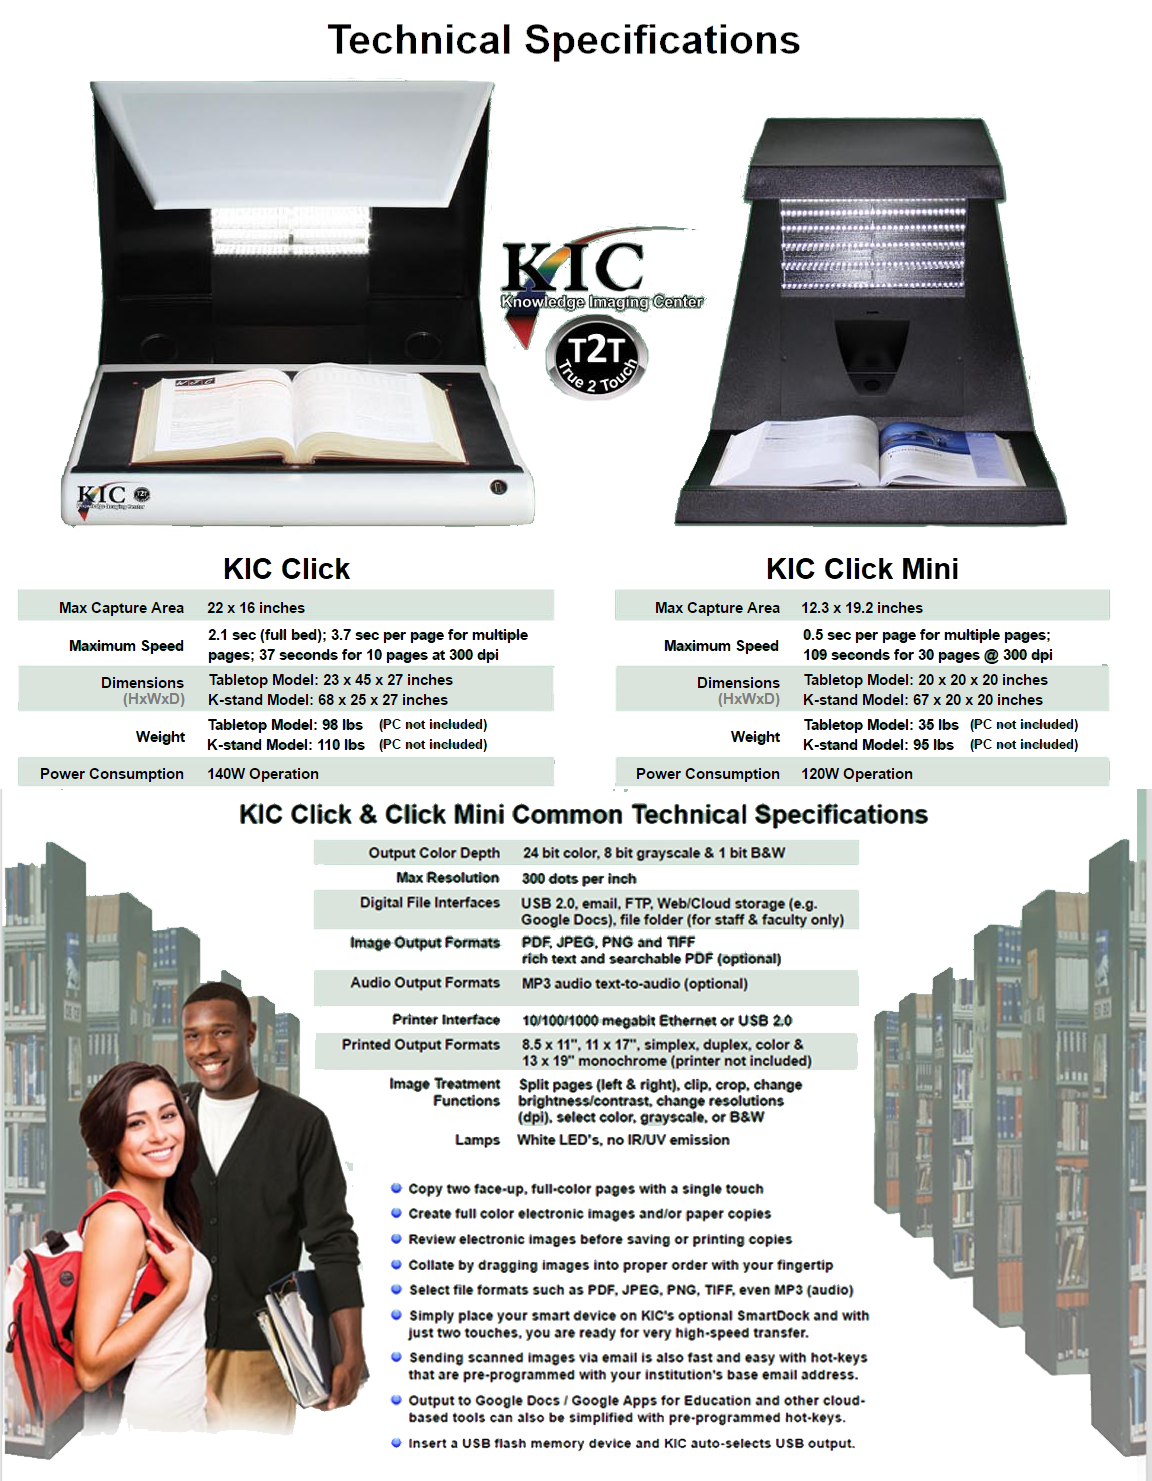 Technical Specifications
KIC
Knowledge Imaging Center
T2T
True 2 Touch
KIC T2T
Knowledge Imaging Center
KIC Click
Max Capture Area 22 x 16 inches
Maximum Speed 2.1 sec (full bed); 3.7 sec per page for multiple
pages; 37 seconds for 10 pages at 300 dpi
Dimensions Tabletop Model: 23 x 45 x 27 inches
(HxWxD) K-stand Model: 68 x 25 x 27 inches
Weight Tabletop Model: 98 lbs (PC not included)
K-stand Model: 110 lbs (PC not included)
Power Consumption 140W Operation
KIC Click Mini
Max Capture Area 12.3 x 19.2 inches
Maximum Speed 0.5 sec per page for multiple pages;
109 seconds for 30 pages @ 300 dpi
Dimensions Tabletop Model: 20 x 20 x 20 inches
(HxWxD) K-stand Model: 67 x 20 x 20 inches
Weight Tabletop Model: 35 lbs (PC not included)
K-stand Model: 95 lbs (PC not included)
Power Consumption 120W Operation
KIC Click & Click Mini Common Technical Specifications
Output Color Depth 24 bit color, 8 bit grayscale & 1 bit B&W
Max Resolution 300 dots per inch
Digital File Interfaces USB 2.0, email, FTP, Web/Cloud storage (e.g.
Google Docs), file folder (for staff & faculty only)
Image Output Formats PDF, JPEG, PNG and TIFF
rich text and searchable PDF (optional)
Audio Output Formats MP3 audio text-to-audio (optional)
Printer Interface 10/100/1000 megabit Ethernet or USB 2.0
Printed Output Formats 8.5 x 11", 11 x 17", simplex, duplex, color &
13 x 19" monochrome (printer not included)
Image Treatment Split pages (left & right), clip, crop, change
Functions brightness/contrast, change resolutions
(dpi), select color, grayscale, or B&W
Lamps White LED's, no IR/UV emission
Copy two face-up, full-color pages with a single touch
Create full color electronic images and/or paper copies
Review electronic images before saving or printing copies
Collate by dragging images into proper order with your fingertip
Select file formats such as PDF, JPEG, PNG, TIFF, even MP3 (audio)
Simply place your smart device on KIC's optional SmartDock and with
just two touches, you are ready for very high-speed transfer.
Sending scanned images via email is also fast and easy with hot-keys
that are pre-programmed with your institution's base email address.
Output to Google Docs / Google Apps for Education and other cloud-
based tools can also be simplified with pre-programmed hot-keys.
Insert a USB flash memory device and KIC auto-selects USB output.